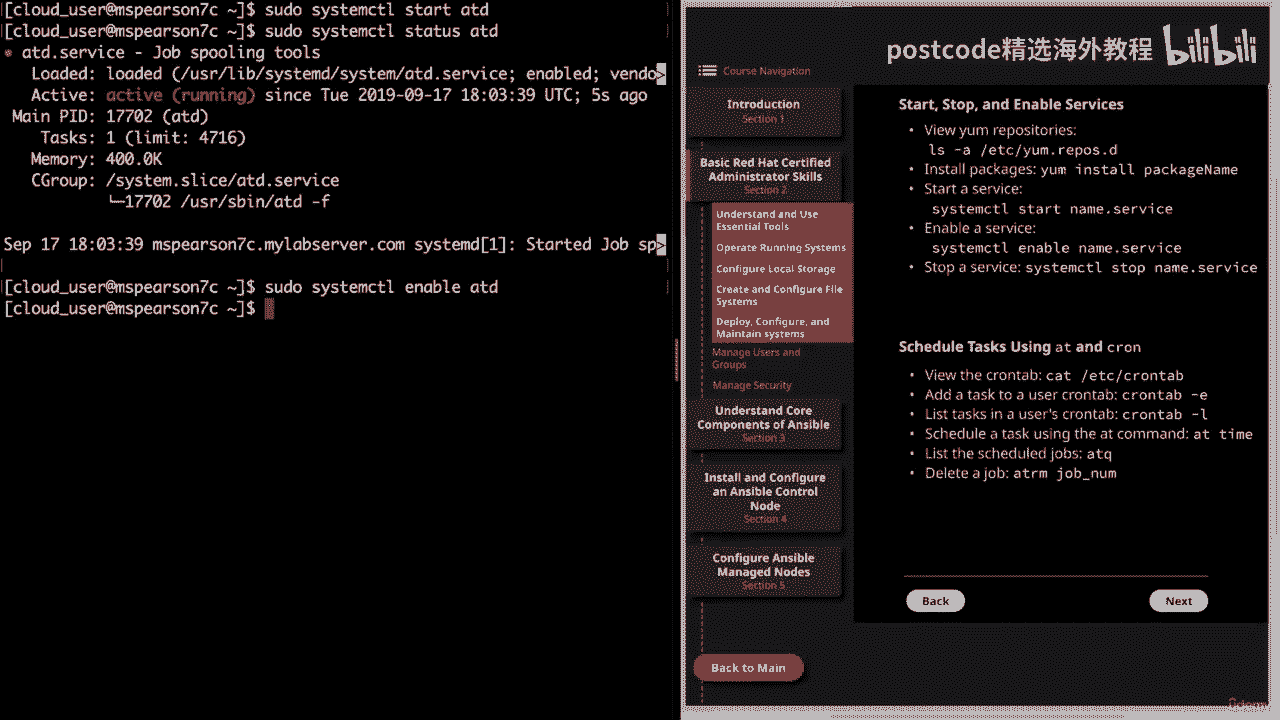 [cloud_user@mspearson7c ~]$ sudo systemctl start atd
[cloud_user@mspearson7c ~]$ sudo systemctl status atd
● atd.service - Job spooling tools
Loaded: loaded (/usr/lib/systemd/system/atd.service; enabled; vendo>
Active: active (running) since Tue 2019-09-17 18:03:39 UTC; 5s ago
Main PID: 17702 (atd)
Tasks: 1 (limit: 4716)
Memory: 400.0K
CGroup: /system.slice/atd.service
└─17702 /usr/sbin/atd -f
Sep 17 18:03:39 mspearson7c.mylabserver.com systemd[1]: Started Job sp>
[cloud_user@mspearson7c ~]$ sudo systemctl enable atd
[cloud_user@mspearson7c ~]$
postcode精选海外教程 bilibili
Course Navigation
Introduction
Section 1
Basic Red Hat Certified
Administrator Skills
Section 2
Understand and Use
Essential Tools
Operate Running Systems
Configure Local Storage
Create and Configure File
Systems
Deploy, Configure, and
Maintain systems
Manage Users and
Groups
Manage Security
Understand Core
Components of Ansible
Section 3
Install and Configure
an Ansible Control
Node
Section 4
Configure Ansible
Managed Nodes
Section 5
Back to Main
Start, Stop, and Enable Services
• View yum repositories:
ls -a /etc/yum.repos.d
• Install packages: yum install packageName
• Start a service:
systemctl start name.service
• Enable a service:
systemctl enable name.service
• Stop a service: systemctl stop name.service
Schedule Tasks Using at and cron
• View the crontab: cat /etc/crontab
• Add a task to a user crontab: crontab -e
• List tasks in a user's crontab: crontab -l
• Schedule a task using the at command: at time
• List the scheduled jobs: atq
• Delete a job: atrm job_num
Back
Next
Udemy